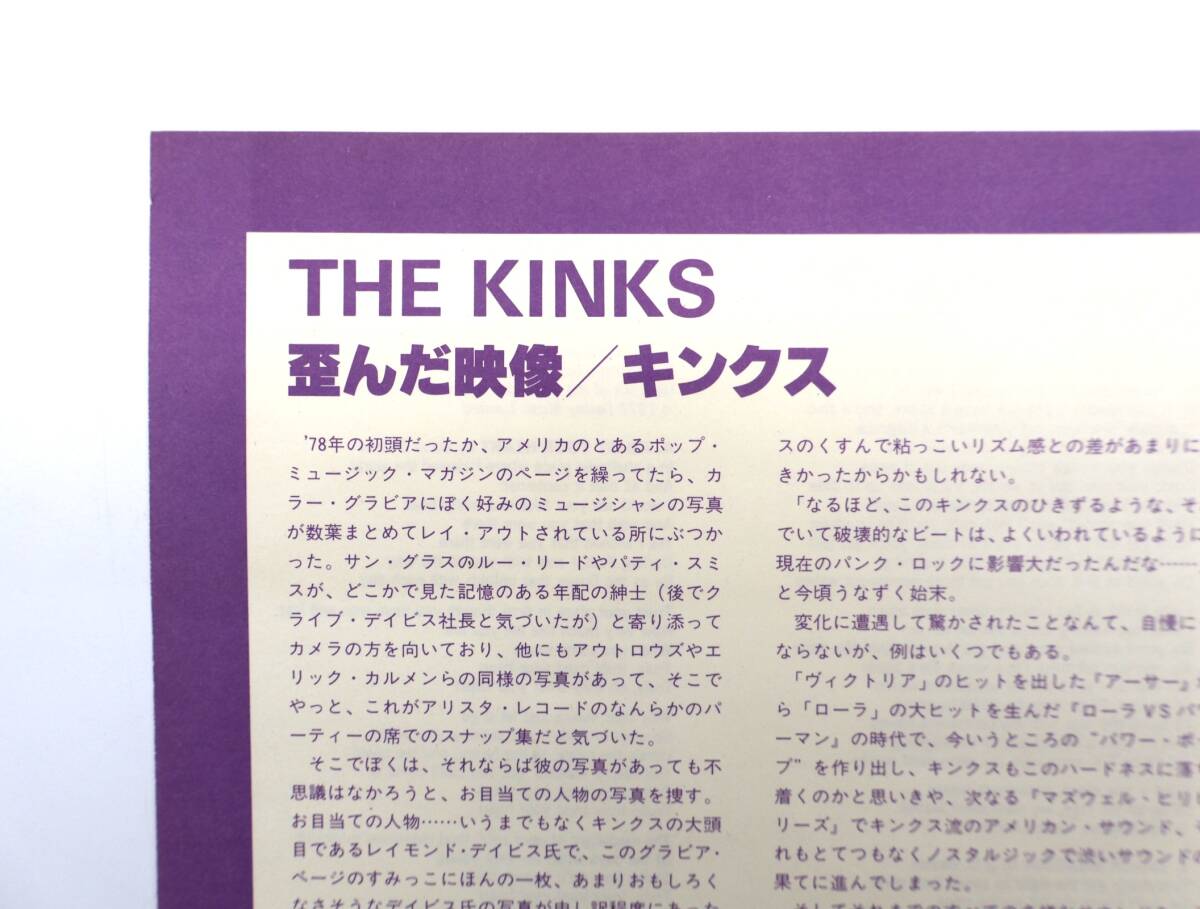 THE KINKS
歪んだ映像／キンクス
'78年の初頭だったか、アメリカのとあるポップ・
ミュージック・マガジンのページを繰ってたら、カ
ラー・グラビアにぼく好みのミュージシャンの写真
が数葉まとめてレイ・アウトされている所にぶつか
った。サン・グラスのルー・リードやパティ・スミ
スが、どこかで見た記憶のある年配の紳士（後でク
ライブ・デイビス社長と気づいたが）と寄り添って
カメラの方を向いており、他にもアウトロウズやエ
リック・カルメンらの同様の写真があって、そこで
やっと、これがアリスタ・レコードのなんらかのパ
ーティーの席でのスナップ集だと気づいた。
そこでぼくは、それならば彼の写真があっても不
思議はなかろうと、お目当ての人物の写真を捜す。
お目当ての人物……いうまでもなくキンクスの大頭
目であるレイモンド・デイビス氏で、このグラビア・
ページのすみっこにほんの一枚、あまりおもしろく
なさそうなデイビス氏の写真が申し訳程度にあった
スのくすんで粘っこいリズム感との差があまりに
きかったからかもしれない。
「なるほど、このキンクスのひきずるような、そ
でいて破壊的なビートは、よくいわれているように
現在のパンク・ロックに影響大だったんだな……
と今頃うなずく始末。
変化に遭遇して驚かされたことなんて、自慢に
ならないが、例はいくつでもある。
「ヴィクトリア」のヒットを出した『アーサー』
ら「ローラ」の大ヒットを生んだ『ローラVSパ
ーマン』の時代で、今いうところの"パワー・ポ
プ"を作り出し、キンクスもこのハードネスに落
着くのかと思いきや、次なる『マズウェル・ヒルビ
リーズ』でキンクス流のアメリカン・サウンド、
れもとてつもなくノスタルジックで渋いサウンドの
果てに進んでしまった。